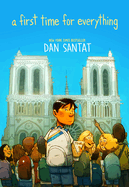 a first time for everything
NEW YORK TIMES BESTSELLER
DAN SANTAT